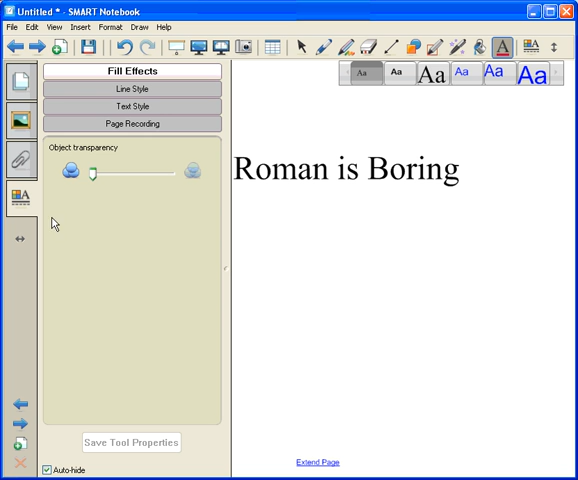 Untitled * - SMART Notebook
File Edit View Insert Format Draw Help
Fill Effects
Line Style
Text Style
Page Recording
Object transparency
Save Tool Properties
Auto-hide
Aa Aa Aa Aa Aa Aa
Roman is Boring
Extend Page